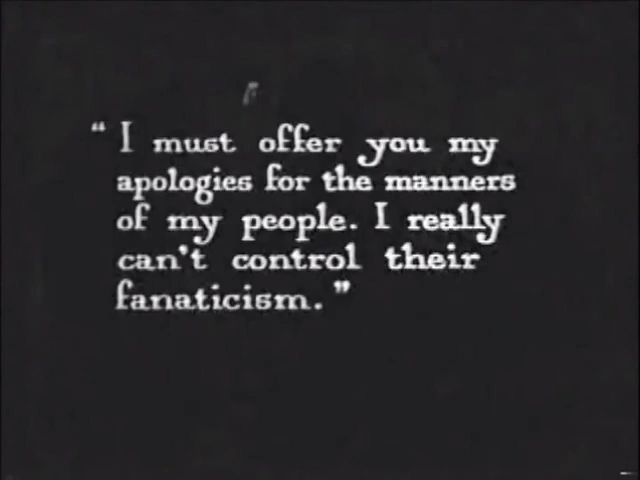 “I must offer you my
apologies for the manners
of my people. I really
can't control their
fanaticism.”